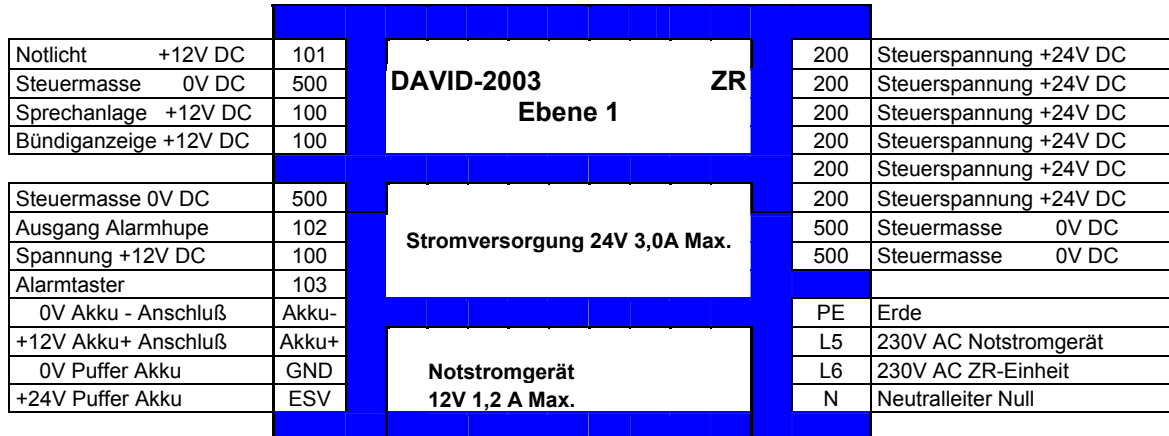 Notlicht +12V DC 101
Steuermasse 0V DC 500
Sprechanlage +12V DC 100
Bündiganzeige +12V DC 100
Steuermasse 0V DC 500
Ausgang Alarmhupe 102
Spannung +12V DC 100
Alarmtaster 103
0V Akku - Anschluß Akku-
+12V Akku+ Anschluß Akku+
0V Puffer Akku GND
+24V Puffer Akku ESV
DAVID-2003 ZR
Ebene 1
Stromversorgung 24V 3,0A Max.
Notstromgerät
12V 1,2 A Max.
200 Steuerspannung +24V DC
200 Steuerspannung +24V DC
200 Steuerspannung +24V DC
200 Steuerspannung +24V DC
200 Steuerspannung +24V DC
200 Steuerspannung +24V DC
500 Steuermasse 0V DC
500 Steuermasse 0V DC
PE Erde
L5 230V AC Notstromgerät
L6 230V AC ZR-Einheit
N Neutralleiter Null